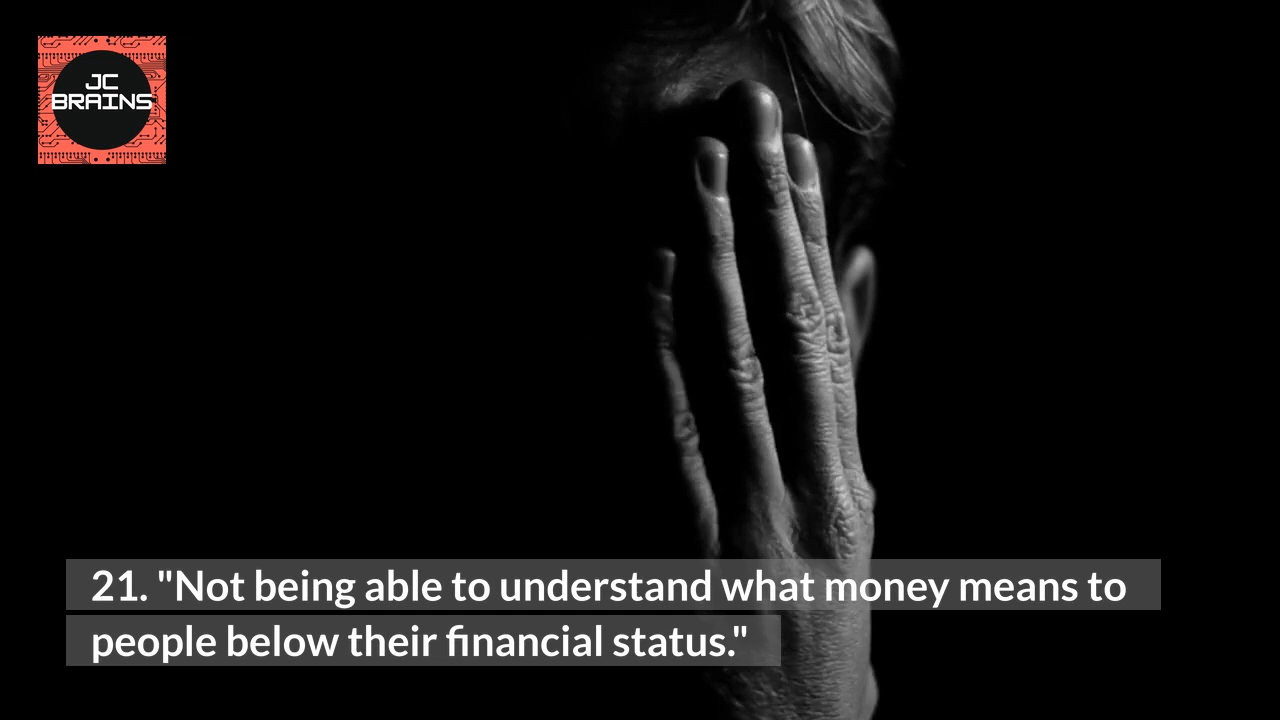 JC
BRAINS
21. "Not being able to understand what money means to
people below their financial status."